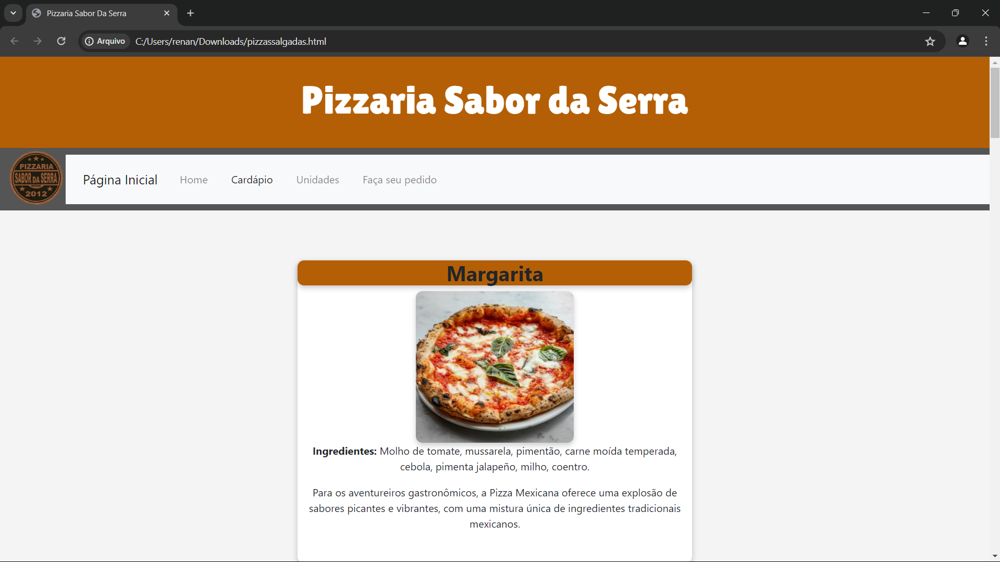 Pizzaria Sabor Da Serra
Arquivo C:/Users/renan/Downloads/pizzassalgadas.html
Pizzaria Sabor da Serra
PIZZARIA
SABOR DA SERRA
DESDE
2012
Página Inicial Home Cardápio Unidades Faça seu pedido
Margarita
Ingredientes: Molho de tomate, mussarela, pimentão, carne moída temperada,
cebola, pimenta jalapeño, milho, coentro.
Para os aventureiros gastronômicos, a Pizza Mexicana oferece uma explosão de
sabores picantes e vibrantes, com uma mistura única de ingredientes tradicionais
mexicanos.